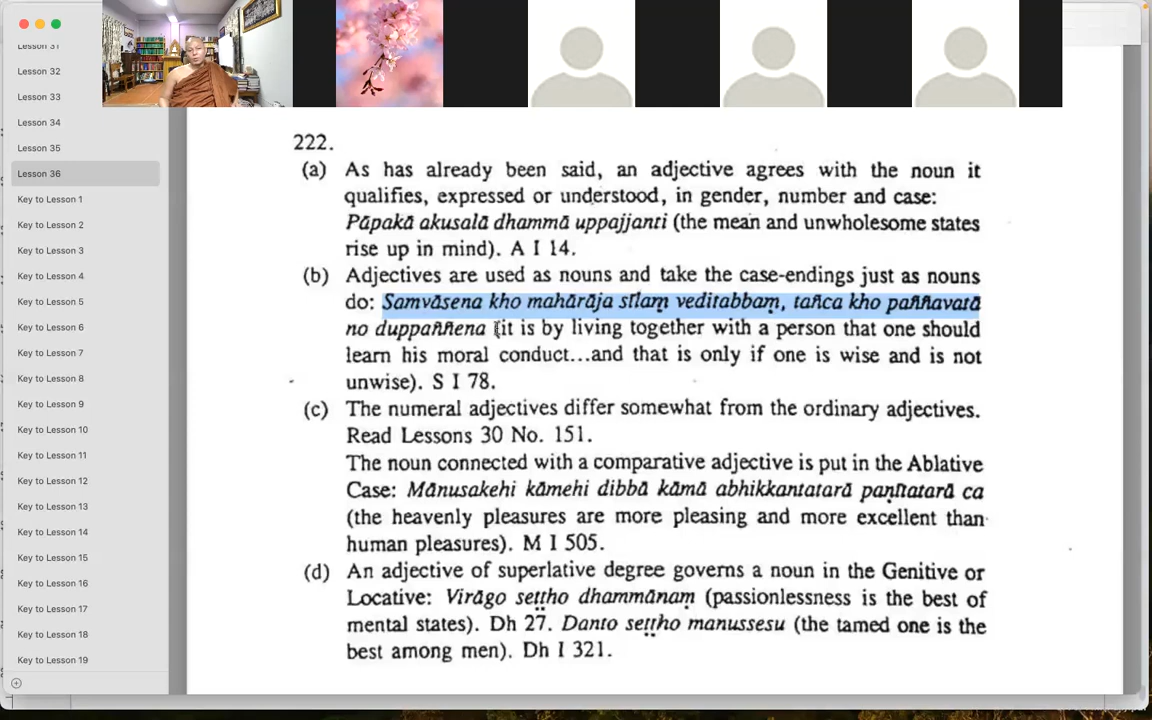 Lesson 31
Lesson 32
Lesson 33
Lesson 34
Lesson 35
Lesson 36
Key to Lesson 1
Key to Lesson 2
Key to Lesson 3
Key to Lesson 4
Key to Lesson 5
Key to Lesson 6
Key to Lesson 7
Key to Lesson 8
Key to Lesson 9
Key to Lesson 10
Key to Lesson 11
Key to Lesson 12
Key to Lesson 13
Key to Lesson 14
Key to Lesson 15
Key to Lesson 16
Key to Lesson 17
Key to Lesson 18
Key to Lesson 19
222.
(a) As has already been said, an adjective agrees with the noun it
qualifies, expressed or understood, in gender, number and case:
Pāpakā akusalā dhammā uppajjanti (the mean and unwholesome states
rise up in mind). A I 14.
(b) Adjectives are used as nouns and take the case-endings just as nouns
do: Samvāsena kho mahārāja sīlaṃ veditabbaṃ, tañca kho paññavatā
no duppaññena (it is by living together with a person that one should
learn his moral conduct...and that is only if one is wise and is not
unwise). S I 78.
(c) The numeral adjectives differ somewhat from the ordinary adjectives.
Read Lessons 30 No. 151.
The noun connected with a comparative adjective is put in the Ablative
Case: Mānusakehi kāmehi dibbā kāmā abhikkantatarā paṇītatarā ca
(the heavenly pleasures are more pleasing and more excellent than
human pleasures). M I 505.
(d) An adjective of superlative degree governs a noun in the Genitive or
Locative: Virāgo seṭṭho dhammānaṃ (passionlessness is the best of
mental states). Dh 27. Danto seṭṭho manussesu (the tamed one is the
best among men). Dh I 321.